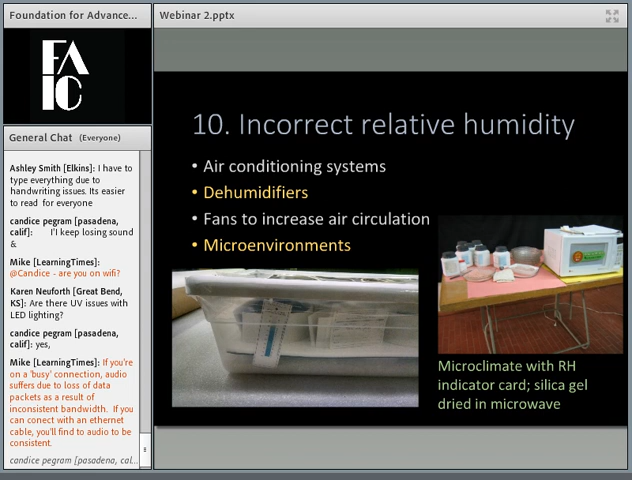 Foundation for Advance...
FA
IC
General Chat (Everyone)
Ashley Smith [Elkins]: I have to
type everything due to
handwriting issues. Its easier
to read for everyone
candice pegram [pasadena,
calif]: I'l keep losing sound
&
Mike [LearningTimes]:
@Candice - are you on wifi?
Karen Neuforth [Great Bend,
KS]: Are there UV issues with
LED lighting?
candice pegram [pasadena,
calif]: yes,
Mike [LearningTimes]: If you're
on a 'busy' connection, audio
suffers due to loss of data
packets as a result of
inconsistent bandwidth. If you
can conect with an ethernet
cable, you'll find to audio to be
consistent.
candice pegram [pasadena, cal...
Webinar 2.pptx
10. Incorrect relative humidity
• Air conditioning systems
• Dehumidifiers
• Fans to increase air circulation
• Microenvironments
Microclimate with RH
indicator card; silica gel
dried in microwave